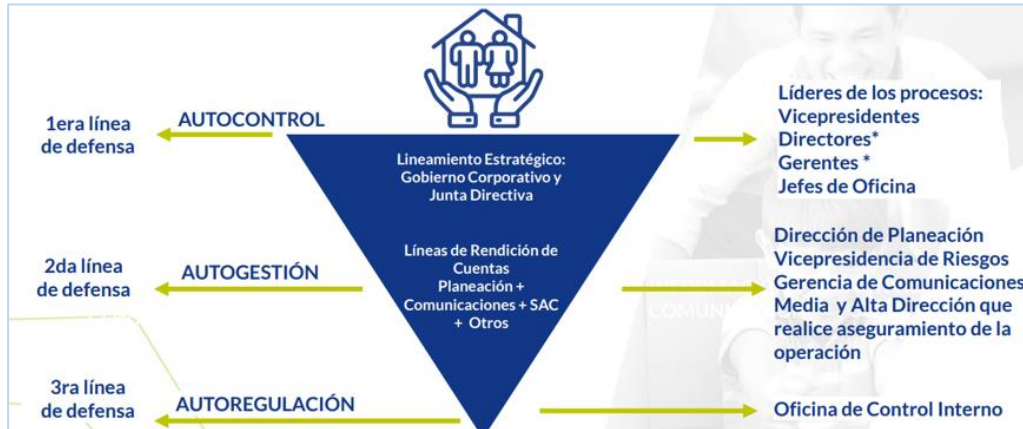 1era línea
de defensa
AUTOCONTROL
Lineamiento Estratégico:
Gobierno Corporativo y
Junta Directiva
Líderes de los procesos:
Vicepresidentes
Directores*
Gerentes *
Jefes de Oficina
2da línea
de defensa
AUTOGESTIÓN
Líneas de Rendición de
Cuentas
Planeación +
Comunicaciones + SAC
+ Otros
Dirección de Planeación
Vicepresidencia de Riesgos
Gerencia de Comunicaciones
Media y Alta Dirección que
realice aseguramiento de la
operación
3ra línea
de defensa
AUTOREGULACIÓN
Oficina de Control Interno